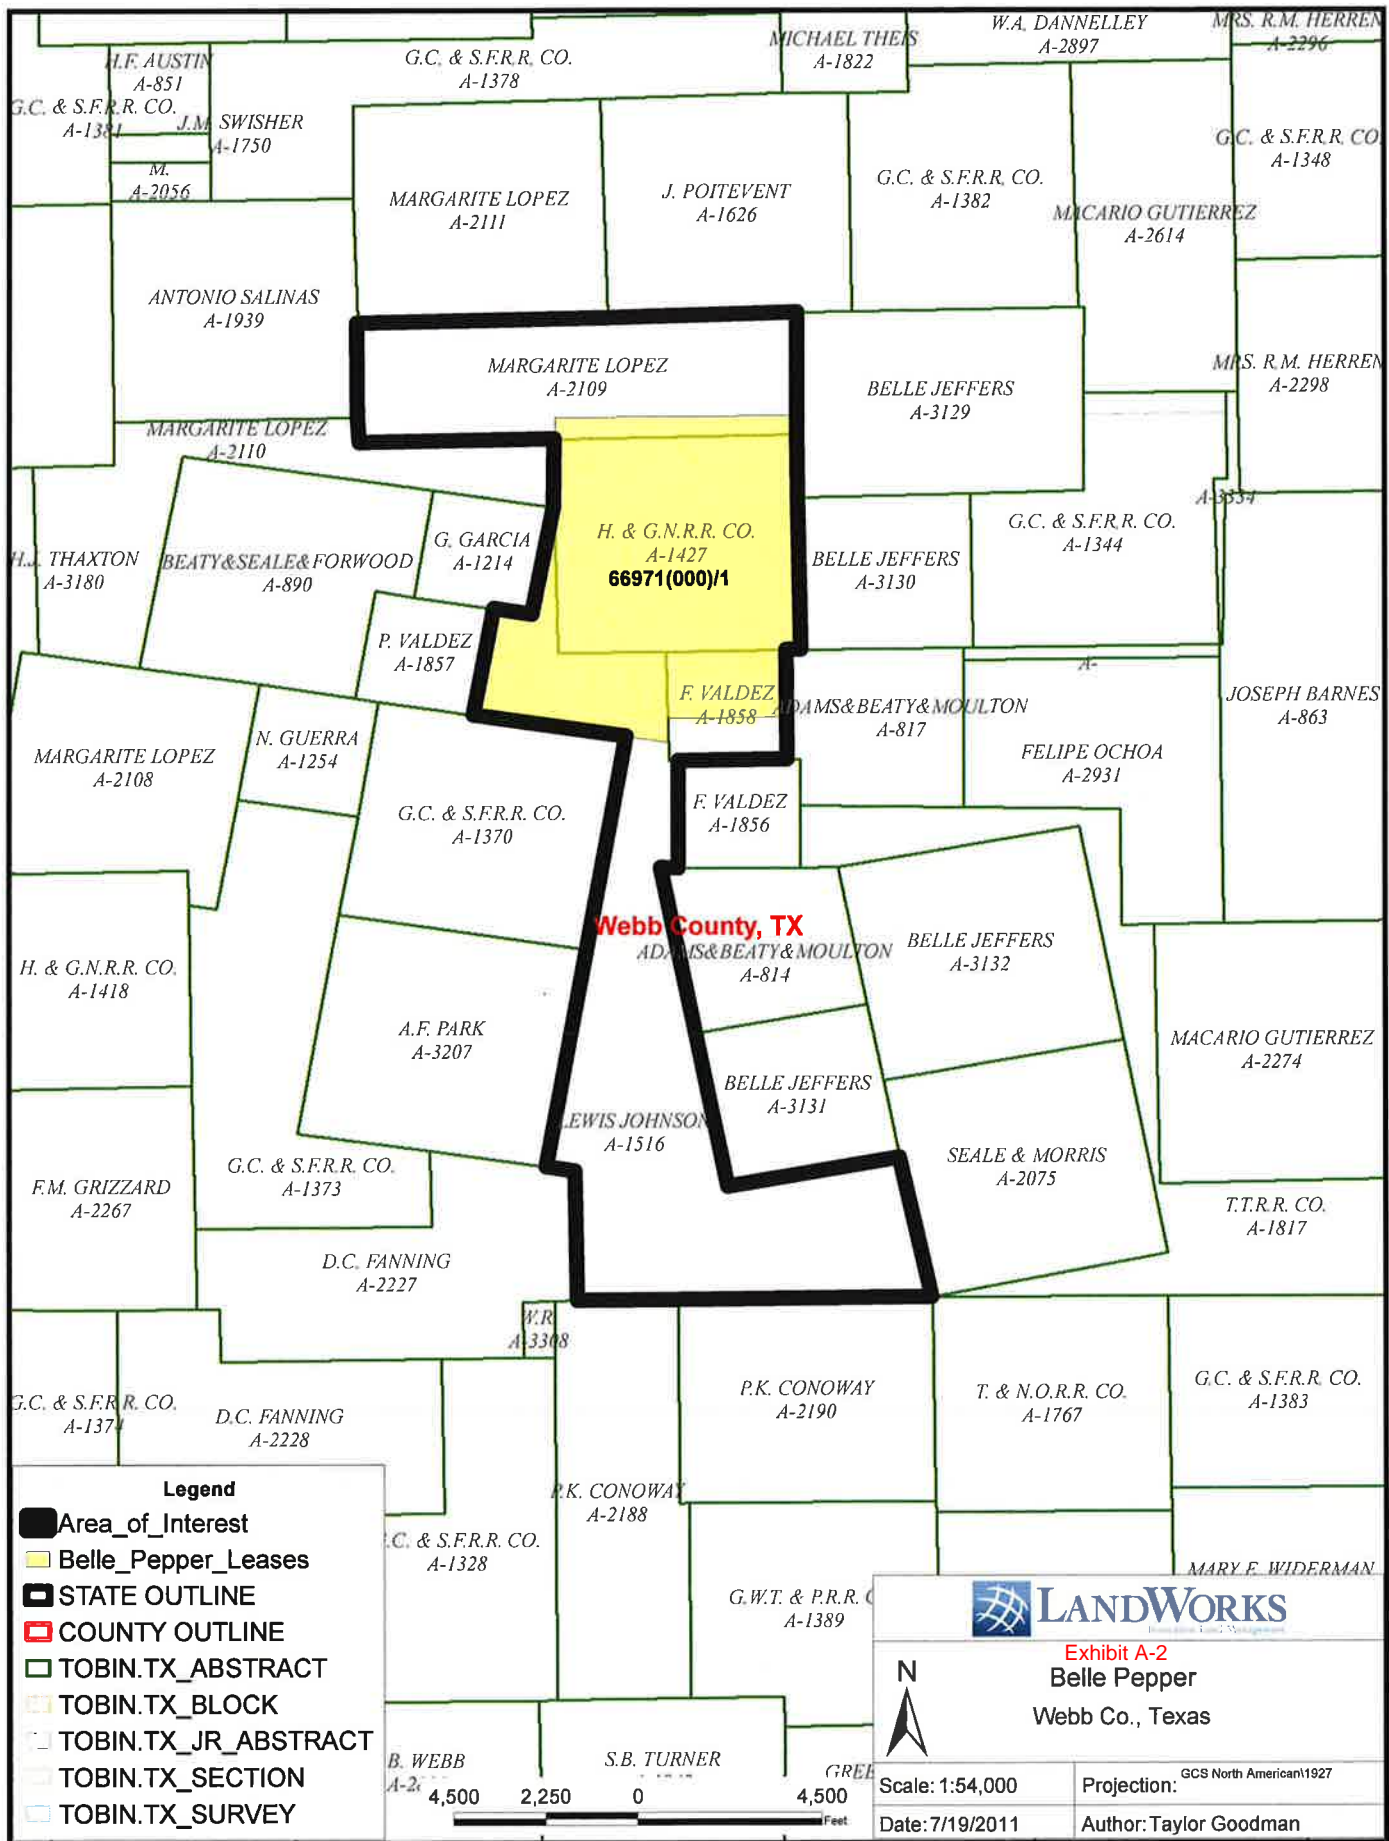 W.A. DANNELLEY
A-2897
MRS. R.M. HERREN
A-2296
MICHAEL THEIS
A-1822
G.C. & S.F.R.R. CO.
A-1378
H.F. AUSTIN
A-851
G.C. & S.F.R.R. CO.
A-1381
J.M. SWISHER
A-1750
M.
A-2056
G.C. & S.F.R.R. CO.
A-1348
MARGARITE LOPEZ
A-2111
J. POITEVENT
A-1626
G.C. & S.F.R.R. CO.
A-1382
MACARIO GUTIERREZ
A-2614
ANTONIO SALINAS
A-1939
MARGARITE LOPEZ
A-2109
BELLE JEFFERS
A-3129
MRS. R.M. HERREN
A-2298
MARGARITE LOPEZ
A-2110
A-3334
G.C. & S.F.R.R. CO.
A-1344
H. & G.N.R.R. CO.
A-1427
66971(000)/1
G. GARCIA
A-1214
BEATY&SEALE&FORWOOD
A-890
H.J. THAXTON
A-3180
BELLE JEFFERS
A-3130
P. VALDEZ
A-1857
A-
F. VALDEZ
A-1858
ADAMS&BEATY&MOULTON
A-817
JOSEPH BARNES
A-863
MARGARITE LOPEZ
A-2108
N. GUERRA
A-1254
FELIPE OCHOA
A-2931
G.C. & S.F.R.R. CO.
A-1370
F. VALDEZ
A-1856
Webb County, TX
ADAMS&BEATY&MOULTON
A-814
BELLE JEFFERS
A-3132
H. & G.N.R.R. CO.
A-1418
A.F. PARK
A-3207
MACARIO GUTIERREZ
A-2274
BELLE JEFFERS
A-3131
LEWIS JOHNSON
A-1516
SEALE & MORRIS
A-2075
G.C. & S.F.R.R. CO.
A-1373
F.M. GRIZZARD
A-2267
T.T.R.R. CO.
A-1817
D.C. FANNING
A-2227
W.R.
A-3308
G.C. & S.F.R.R. CO.
A-1374
D.C. FANNING
A-2228
P.K. CONOWAY
A-2190
T. & N.O.R.R. CO.
A-1767
G.C. & S.F.R.R. CO.
A-1383
P.K. CONOWAY
A-2188
.C. & S.F.R.R. CO.
A-1328
G.W.T. & P.R.R. C
A-1389
MARY E. WIDERMAN
B. WEBB
S.B. TURNER
GREE
Legend
Area_of_Interest
Belle_Pepper_Leases
STATE OUTLINE
COUNTY OUTLINE
TOBIN.TX_ABSTRACT
TOBIN.TX_BLOCK
TOBIN.TX_JR_ABSTRACT
TOBIN.TX_SECTION
TOBIN.TX_SURVEY
4,500 2,250 0 4,500
Feet
LANDWORKS
Exhibit A-2
Belle Pepper
Webb Co., Texas
N
Scale: 1:54,000
Projection: GCS North American\1927
Date: 7/19/2011
Author: Taylor Goodman